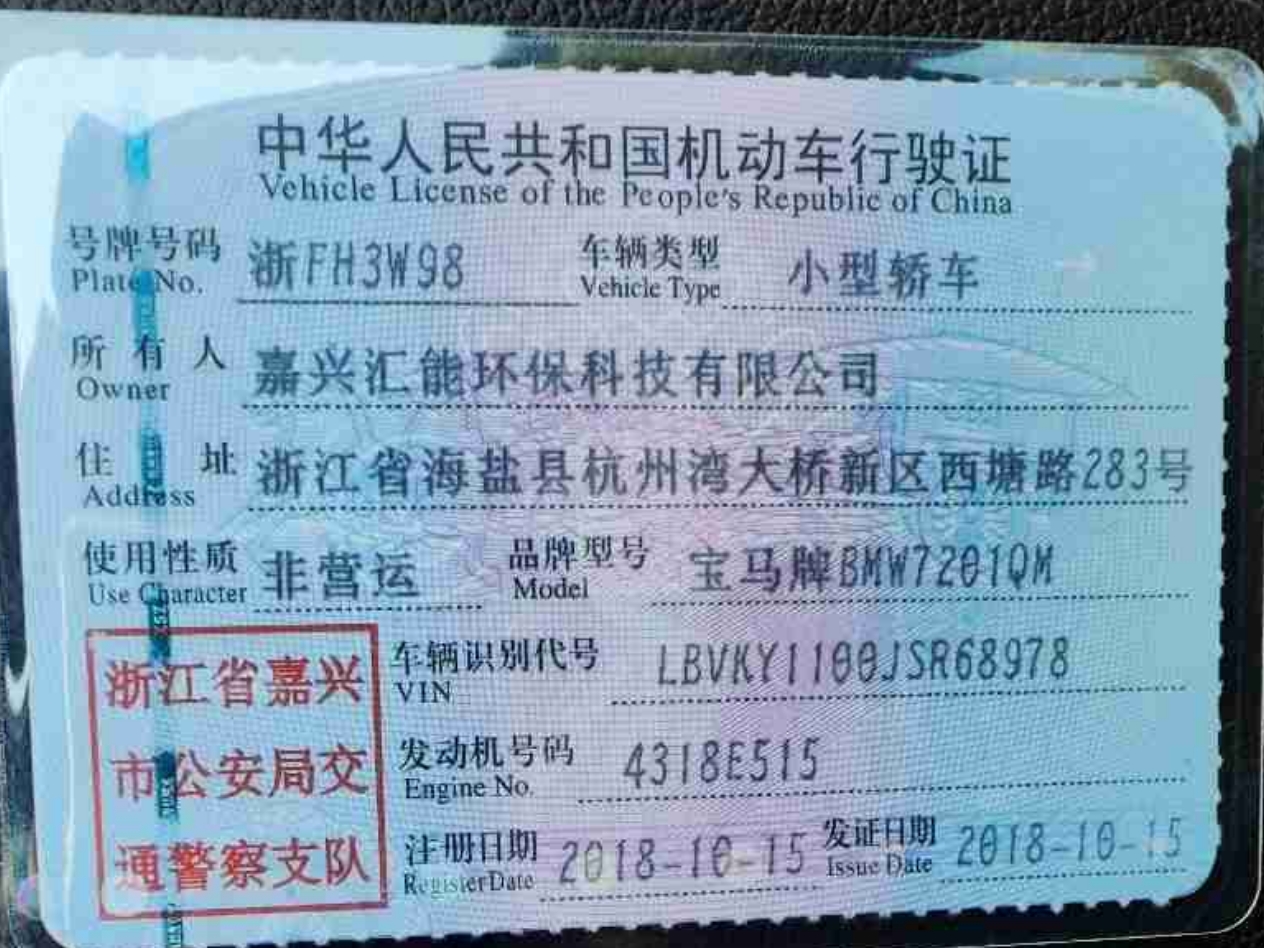 中华人民共和国机动车行驶证
Vehicle License of the People's Republic of China
号牌号码 浙FH3W98 车辆类型 小型轿车
Plate No. Vehicle Type
所有人 嘉兴汇能环保科技有限公司
Owner
住址 浙江省海盐县杭州湾大桥新区西塘路283号
Address
使用性质 非营运 品牌型号 宝马牌BMW7201QM
Use Character Model
车辆识别代号 LBVKY1100JSR68978
VIN
发动机号码 4318E515
Engine No.
注册日期 2018-10-15 发证日期 2018-10-15
Register Date Issue Date
浙江省嘉兴
市公安局交
通警察支队